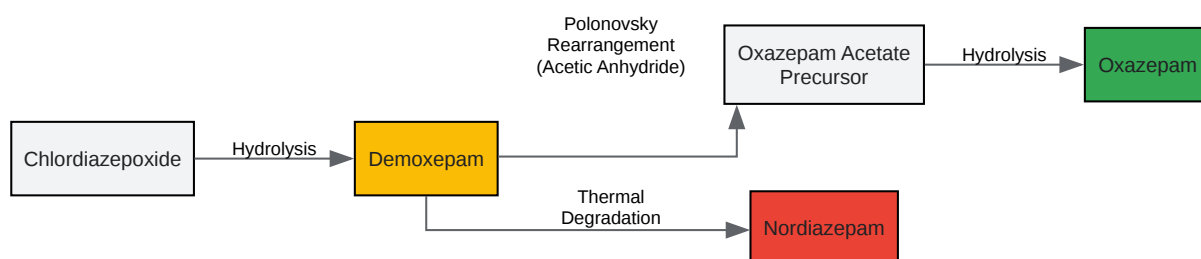 Polonovsky
Rearrangement
(Acetic Anhydride)
Oxazepam Acetate
Precursor
Hydrolysis
Oxazepam
Chlordiazepoxide
Hydrolysis
Demoxepam
Thermal
Degradation
Nordiazepam